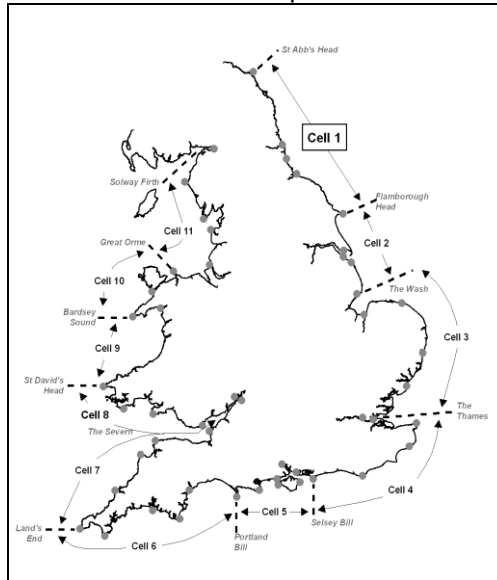 St Abb's Head
Cell 1
Solway Firth
Flamborough
Head
Cell 11
Great Orme
Cell 2
Cell 10
The Wash
Bardsey
Sound
Cell 3
Cell 9
St David's
Head
Cell 8
The Severn
The
Thames
Cell 7
Cell 4
Land's
End
Cell 6
Cell 5
Portland
Bill
Selsey Bill